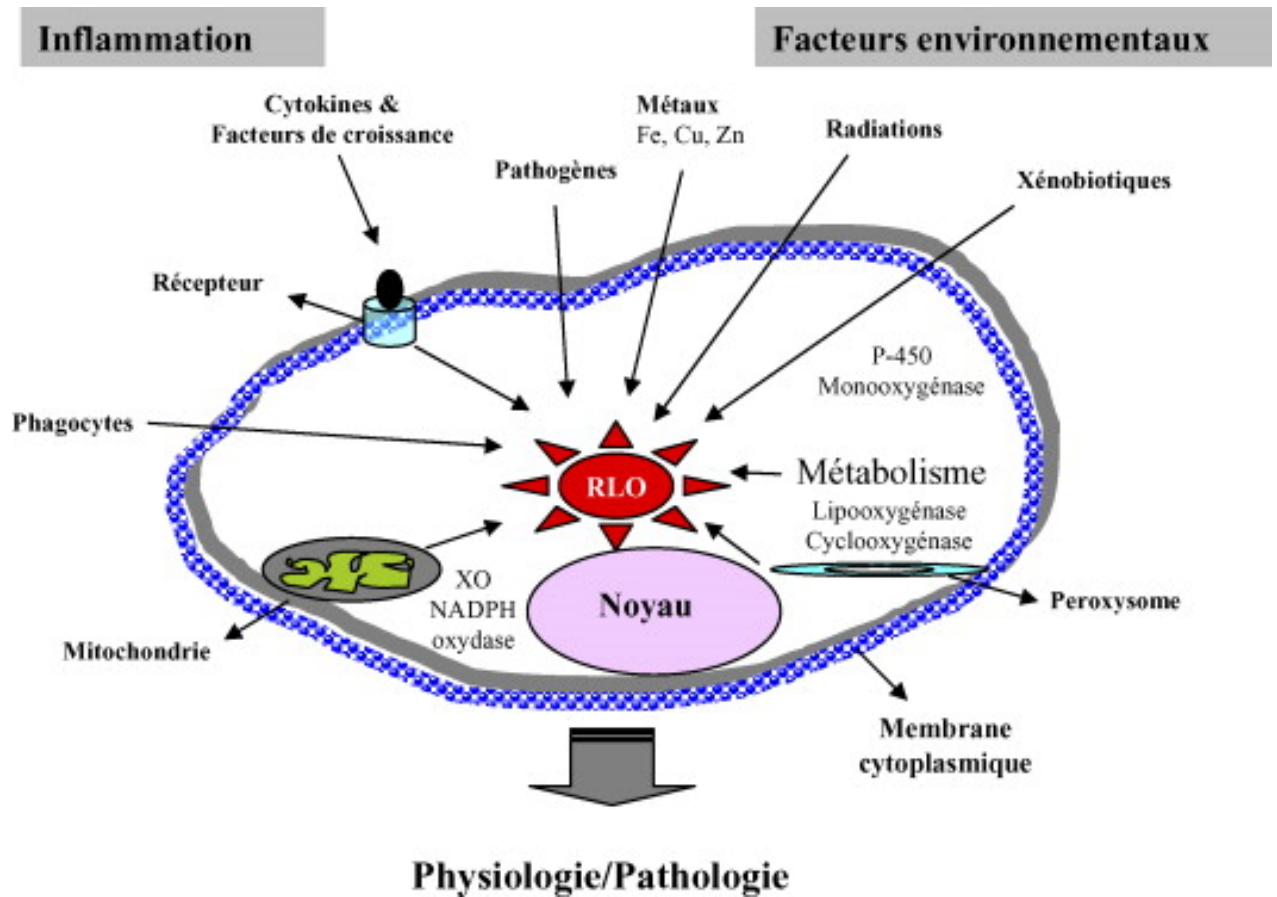 Inflammation
Facteurs environnementaux
Cytokines &
Facteurs de croissance
Pathogènes
Métaux
Fe, Cu, Zn
Radiations
Xénobiotiques
Récepteur
P-450
Monooxygénase
Phagocytes
RLO
Métabolisme
Lipooxygénase
Cyclooxygénase
XO
NADPH
oxydase
Noyau
Peroxysome
Mitochondrie
Membrane
cytoplasmique
Physiologie/Pathologie